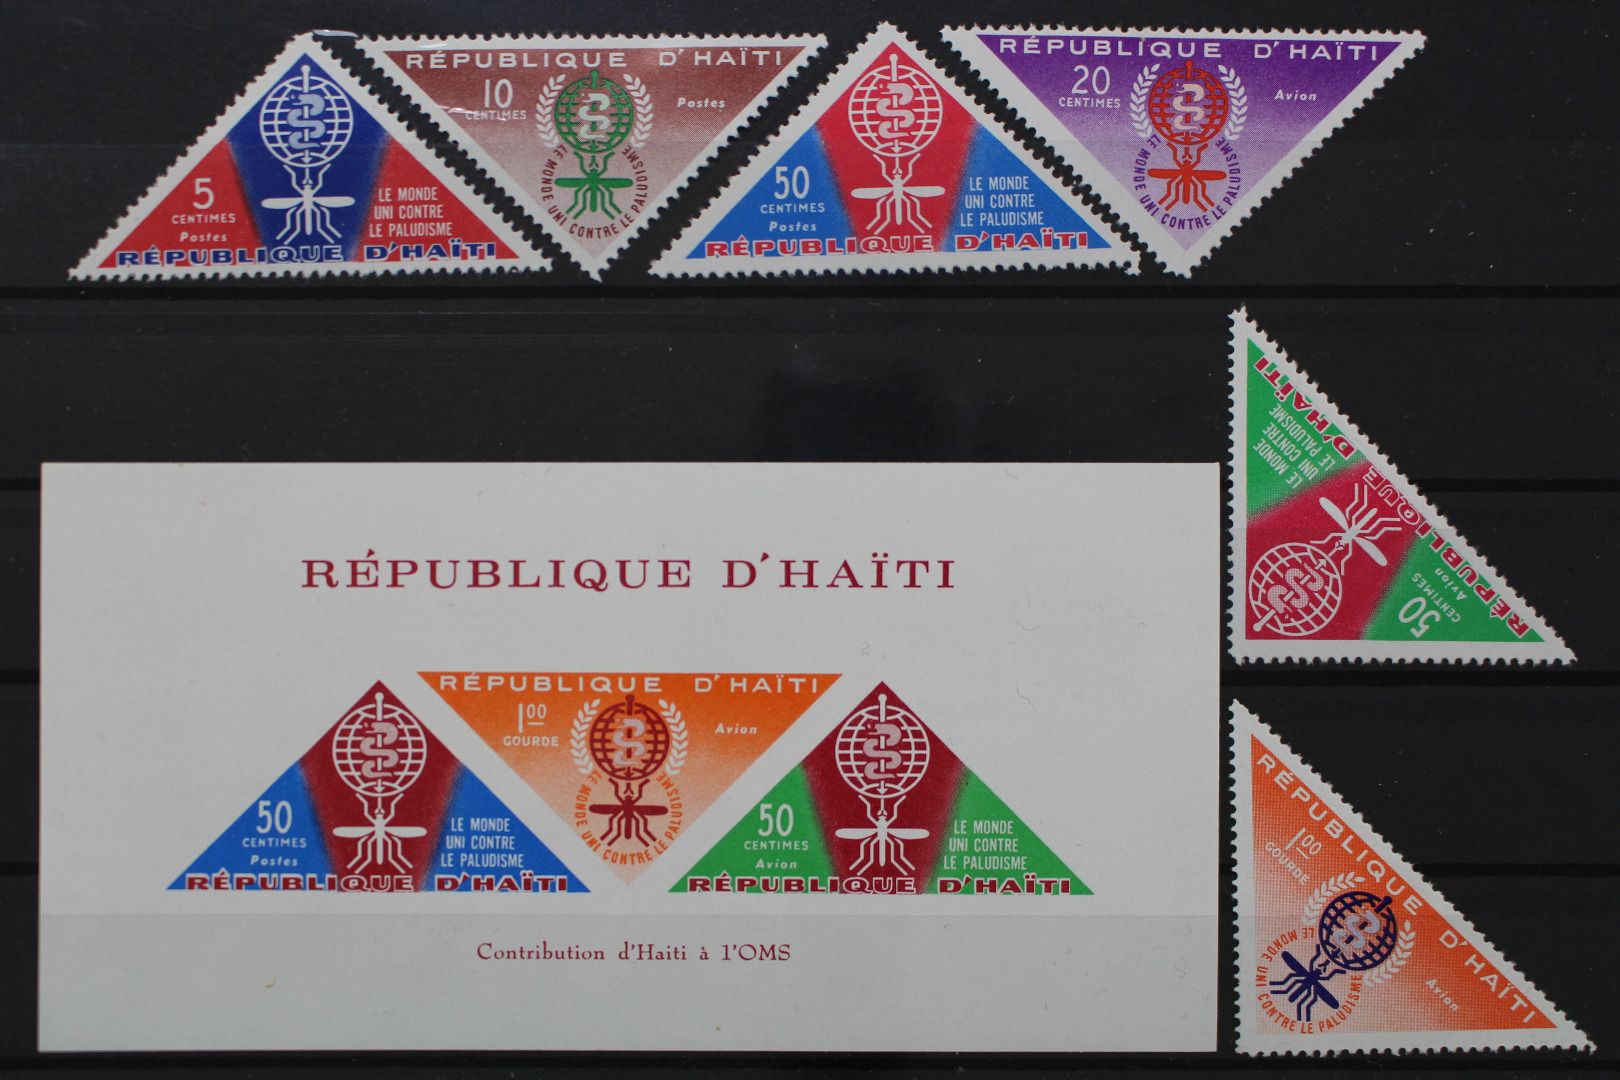 5
CENTIMES
Postes
LE MONDE
UNI CONTRE
LE PALUDISME
RÉPUBLIQUE D'HAÏTI
RÉPUBLIQUE D'HAÏTI
10
CENTIMES
Postes
LE MONDE UNI CONTRE LE PALUDISME
50
CENTIMES
Postes
LE MONDE
UNI CONTRE
LE PALUDISME
RÉPUBLIQUE D'HAÏTI
RÉPUBLIQUE D'HAÏTI
20
CENTIMES
Avion
LE MONDE UNI CONTRE LE PALUDISME
50
CENTIMES
Avion
LE MONDE
UNI CONTRE
LE PALUDISME
RÉPUBLIQUE D'HAÏTI
RÉPUBLIQUE D'HAÏTI
RÉPUBLIQUE D'HAÏTI
1.00
GOURDE
Avion
LE MONDE UNI CONTRE LE PALUDISME
50
CENTIMES
Postes
LE MONDE
UNI CONTRE
LE PALUDISME
RÉPUBLIQUE D'HAÏTI
50
CENTIMES
Avion
LE MONDE
UNI CONTRE
LE PALUDISME
RÉPUBLIQUE D'HAÏTI
Contribution d'Haiti à l'OMS
RÉPUBLIQUE D'HAÏTI
1.00
GOURDE
Avion
LE MONDE UNI CONTRE LE PALUDISME